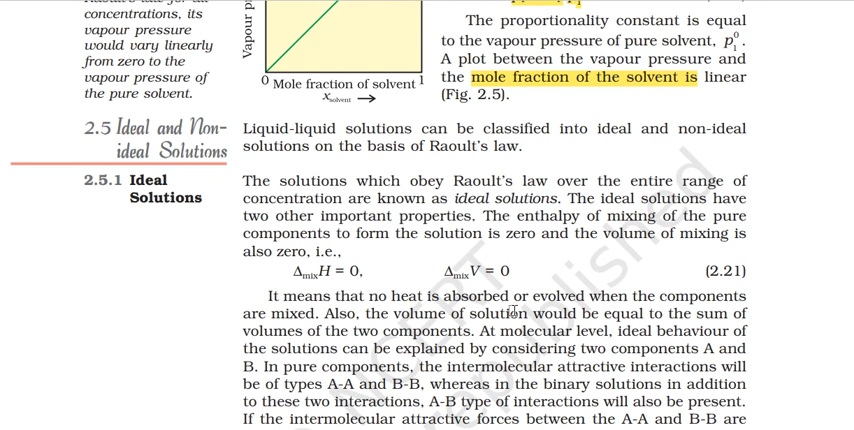 concentrations, its
vapour pressure
would vary linearly
from zero to the
vapour pressure of
the pure solvent.
0 Mole fraction of solvent 1
x solvent
The proportionality constant is equal
to the vapour pressure of pure solvent, p₁⁰.
A plot between the vapour pressure and
the mole fraction of the solvent is linear
(Fig. 2.5).
2.5 Ideal and Non-
ideal Solutions
Liquid-liquid solutions can be classified into ideal and non-ideal
solutions on the basis of Raoult's law.
2.5.1 Ideal
Solutions
The solutions which obey Raoult's law over the entire range of
concentration are known as ideal solutions. The ideal solutions have
two other important properties. The enthalpy of mixing of the pure
components to form the solution is zero and the volume of mixing is
also zero, i.e.,
ΔmixH = 0, ΔmixV = 0 (2.21)
It means that no heat is absorbed or evolved when the components
are mixed. Also, the volume of solution would be equal to the sum of
volumes of the two components. At molecular level, ideal behaviour of
the solutions can be explained by considering two components A and
B. In pure components, the intermolecular attractive interactions will
be of types A-A and B-B, whereas in the binary solutions in addition
to these two interactions, A-B type of interactions will also be present.
If the intermolecular attractive forces between the A-A and B-B are
NCERT
republished